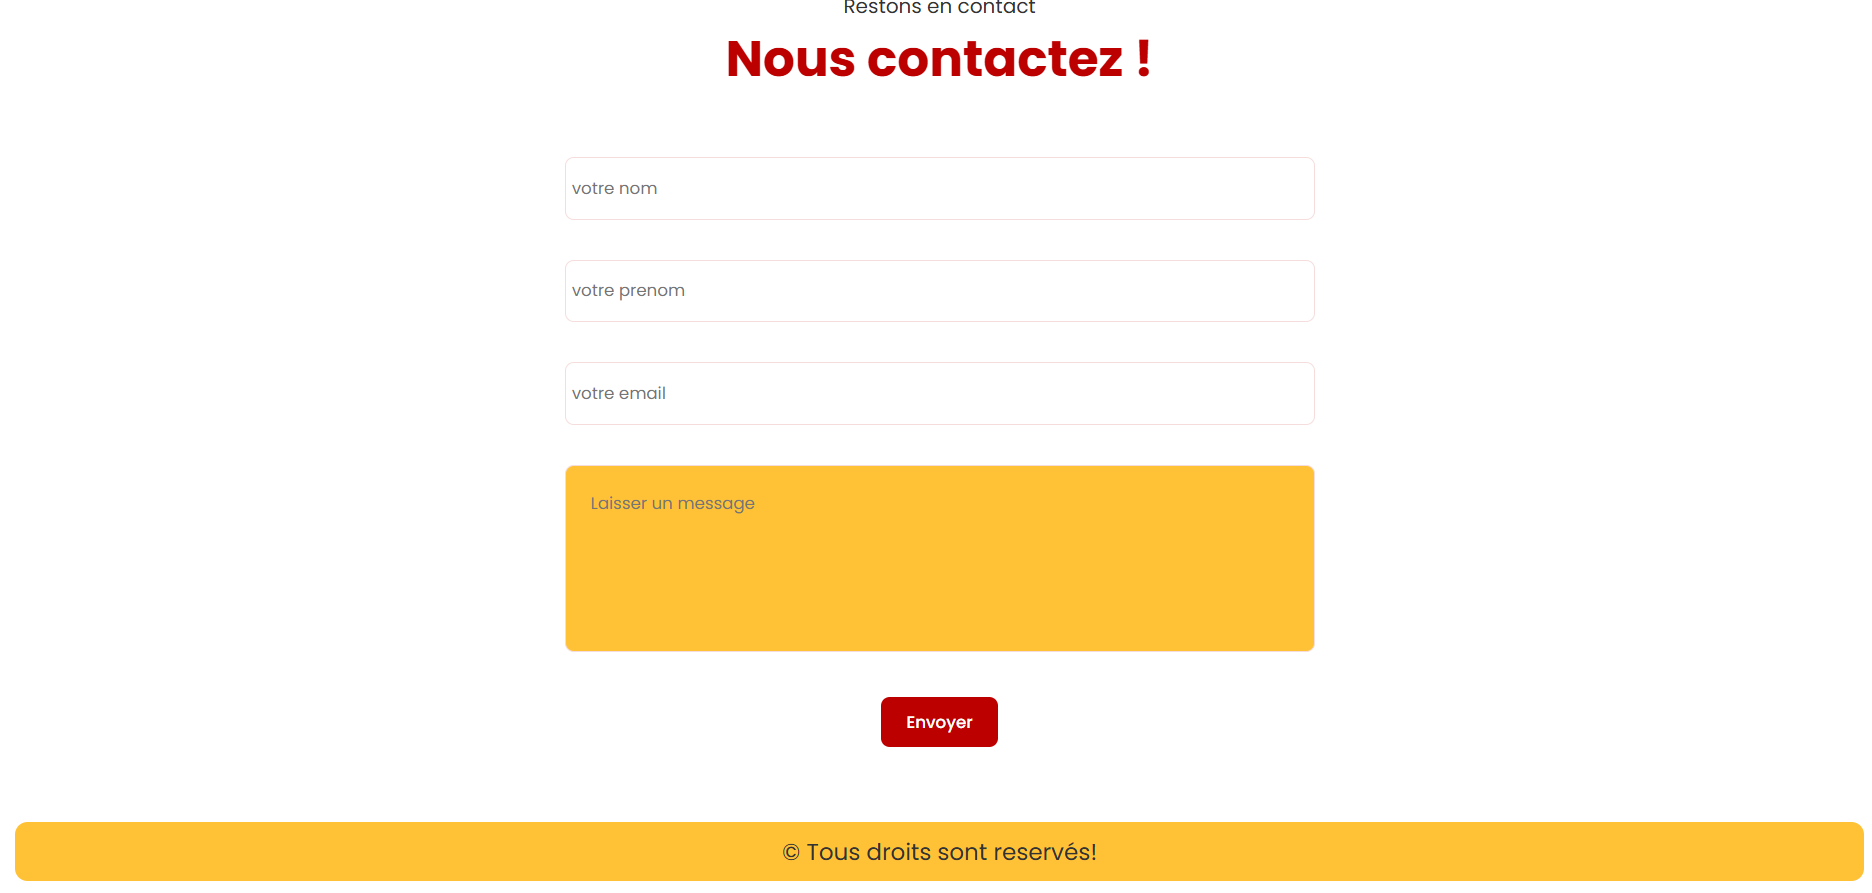 Restons en contact
Nous contactez !
votre nom
votre prenom
votre email
Laisser un message
Envoyer
© Tous droits sont reservés!